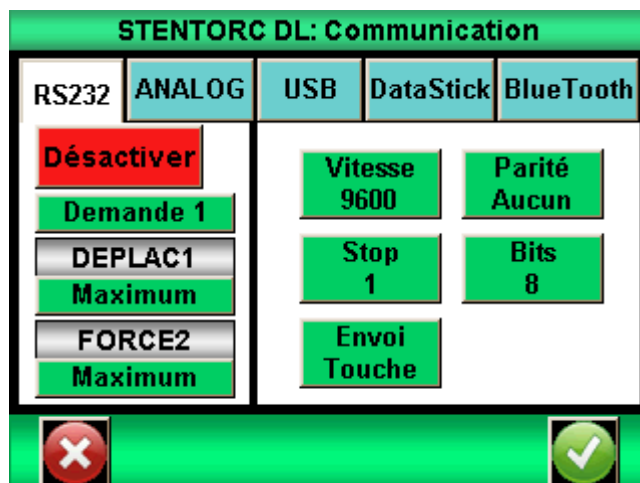 STENTORC DL: Communication
RS232 ANALOG USB DataStick BlueTooth
Désactiver
Demande 1
DEPLAC1
Maximum
FORCE2
Maximum
Vitesse
9600
Parité
Aucun
Stop
1
Bits
8
Envoi
Touche